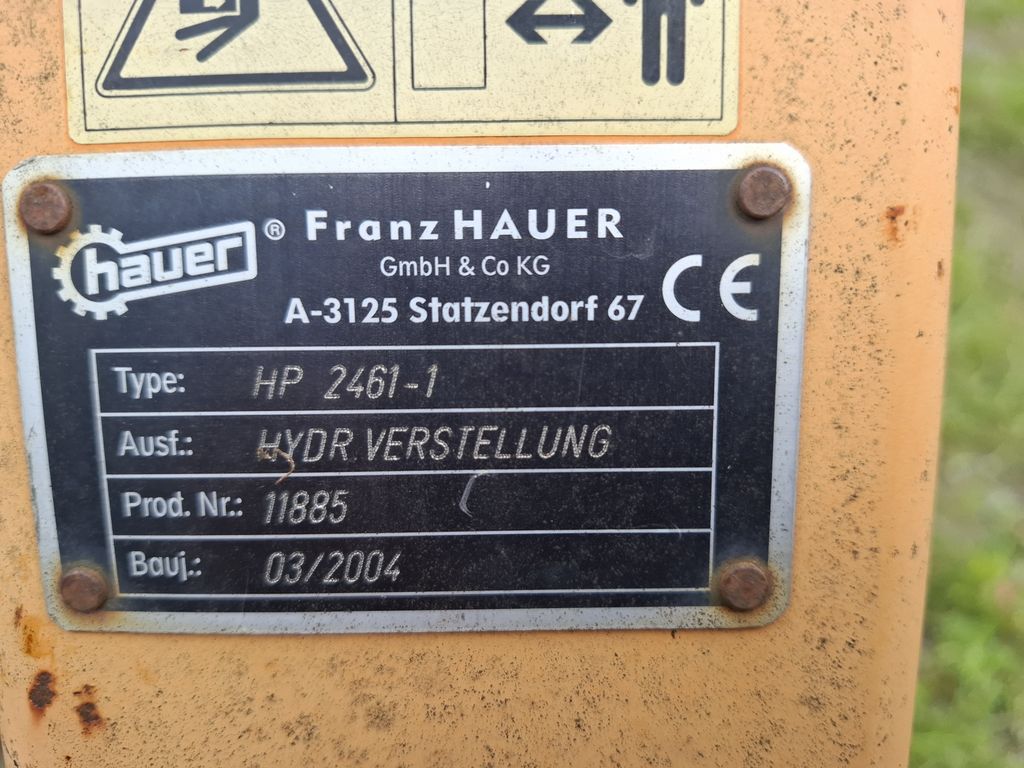 hauer ® Franz HAUER
GmbH & Co KG
A-3125 Statzendorf 67 CE
Type: HP 2461-1
Ausf.: HYDR. VERSTELLUNG
Prod. Nr.: 11885
Bauj.: 03/2004